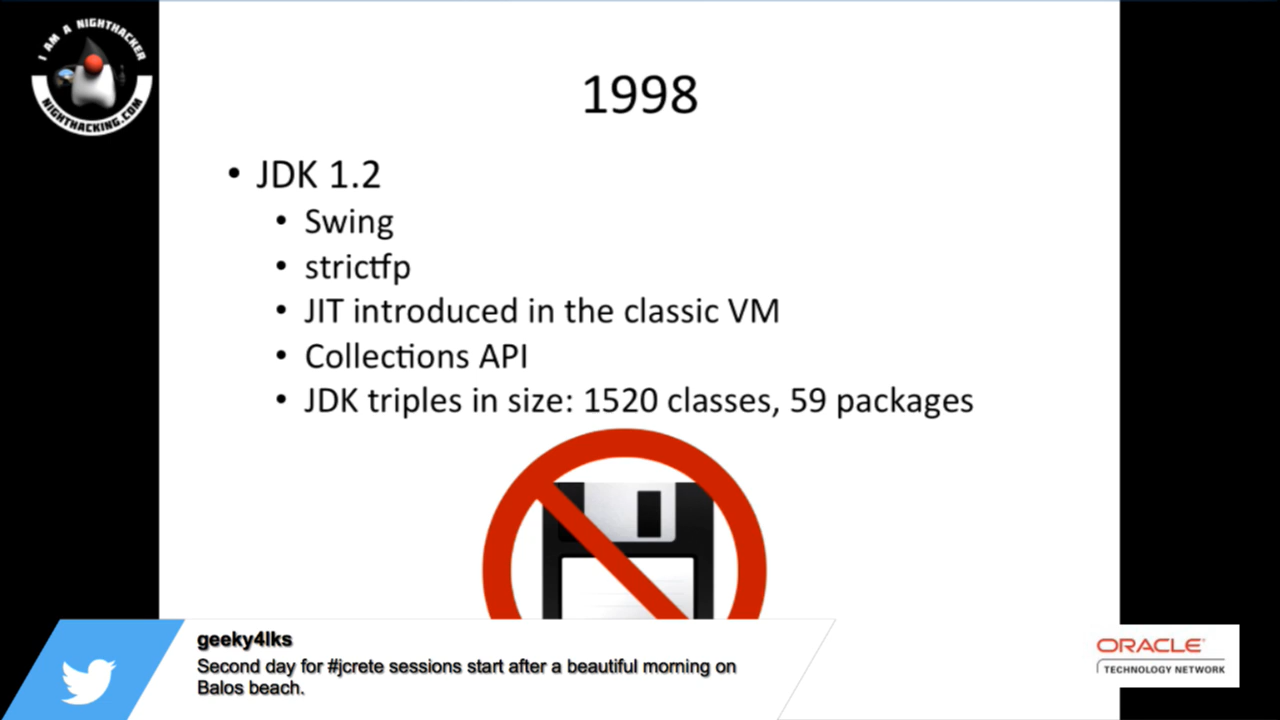 I AM A NIGHTHACKER
NIGHTHACKING.COM
1998
• JDK 1.2
• Swing
• strictfp
• JIT introduced in the classic VM
• Collections API
• JDK triples in size: 1520 classes, 59 packages
geeky4lks
Second day for #jcrete sessions start after a beautiful morning on
Balos beach.
ORACLE
TECHNOLOGY NETWORK